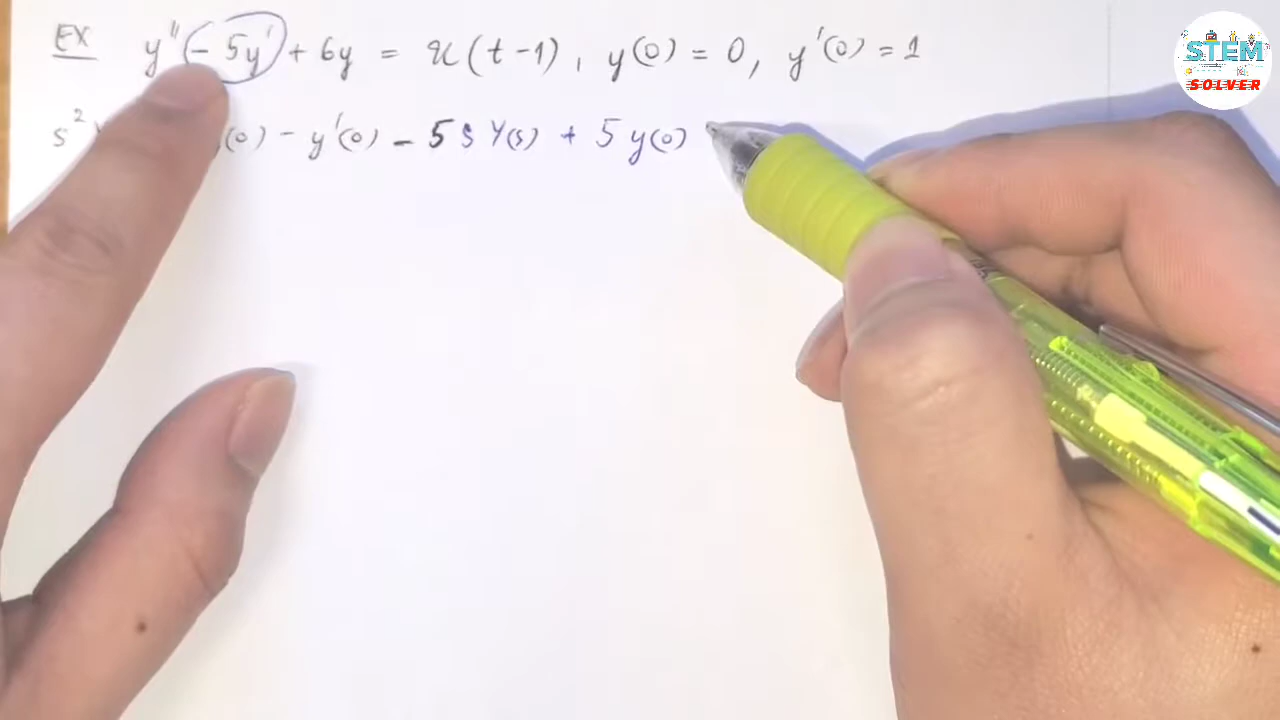 EX y'' - 5y' + 6y = u(t-1), y(0) = 0, y'(0) = 1
s² (0) - y'(0) - 5 s Y(s) + 5 y(0)
STEM
SOLVER